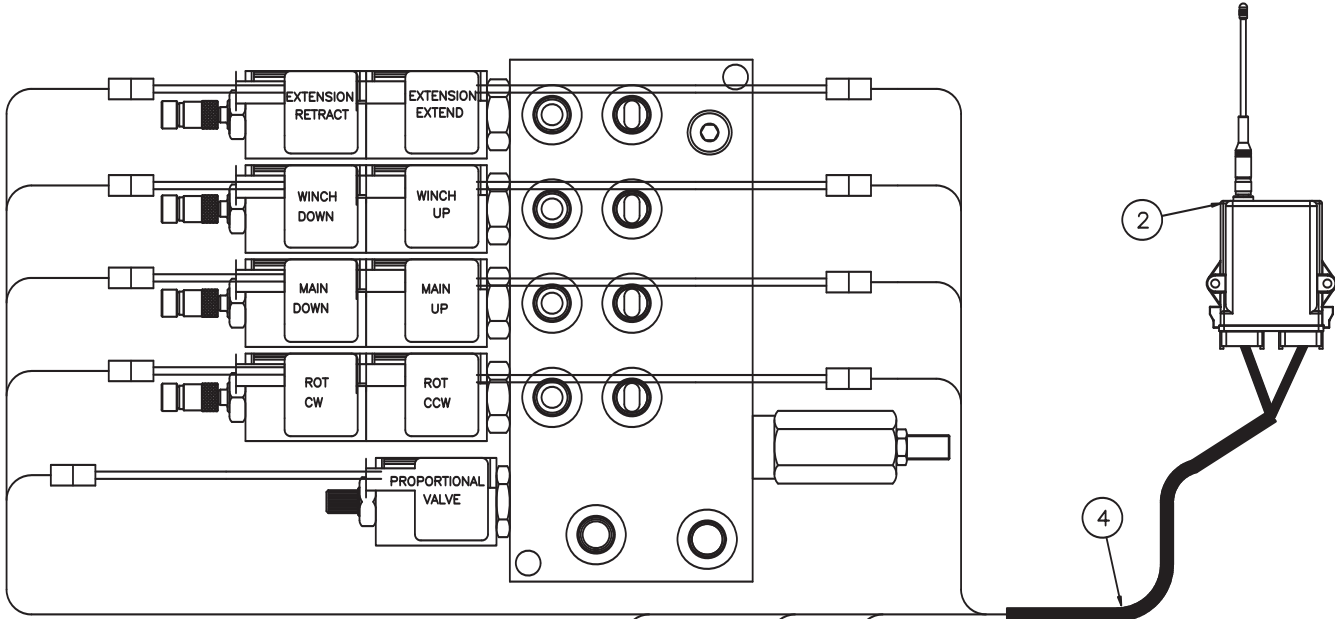 EXTENSION
RETRACT
EXTENSION
EXTEND
WINCH
DOWN
WINCH
UP
2
MAIN
DOWN
MAIN
UP
ROT
CW
ROT
CCW
PROPORTIONAL
VALVE
4